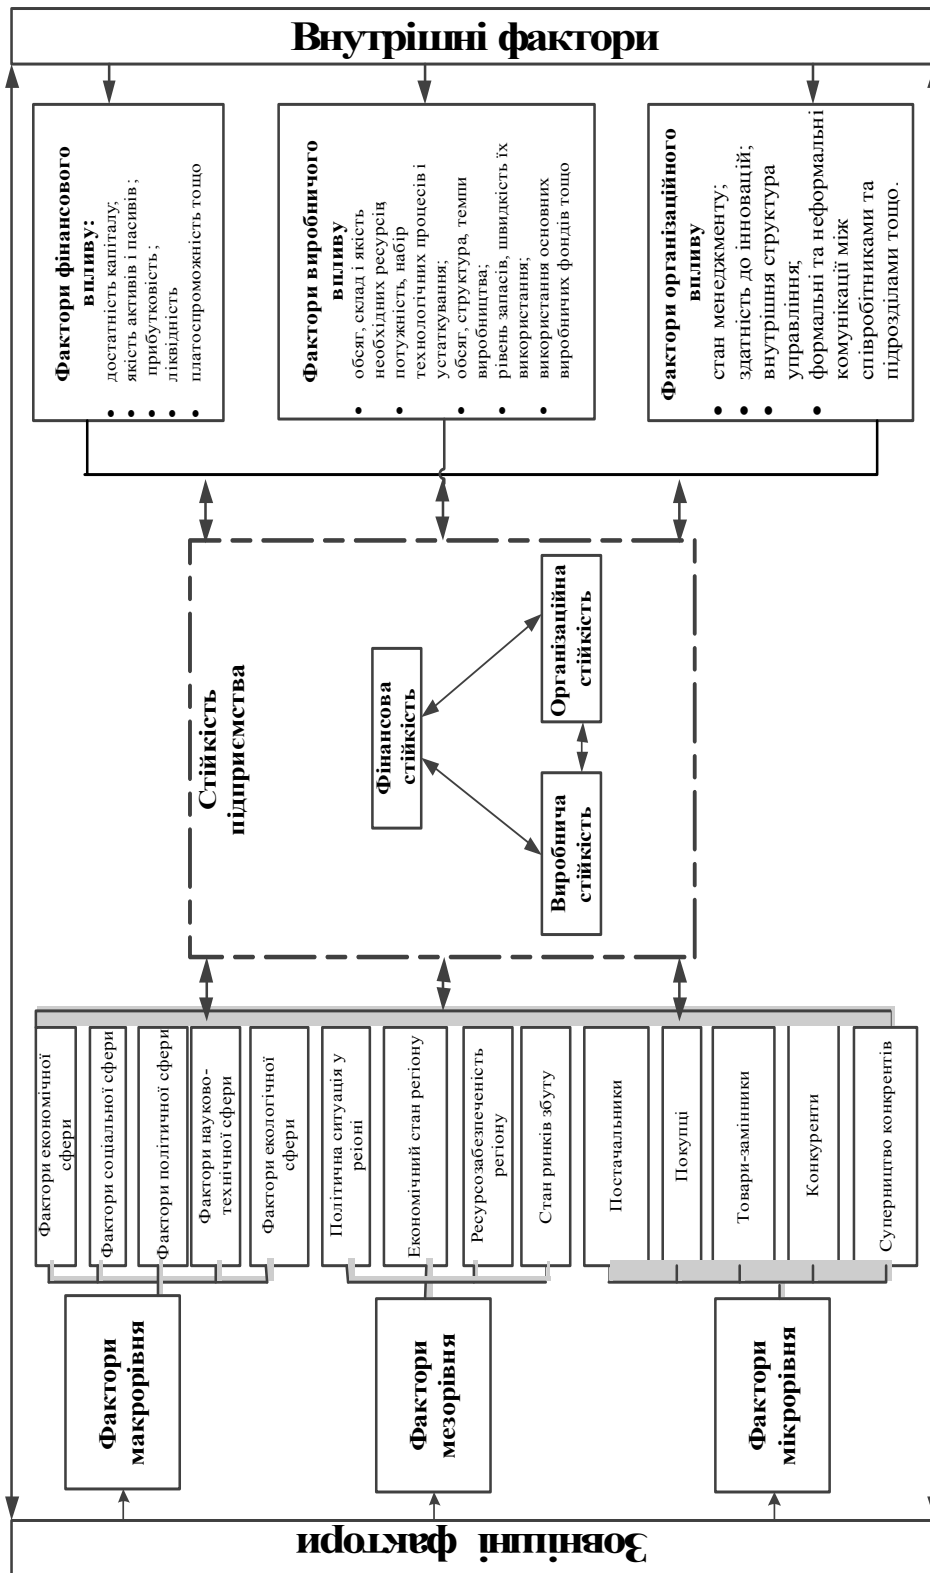 Внутрішні фактори
Фактори фінансового
впливу:
• достатність капіталу;
• якість активів і пасивів;
• прибутковість;
• ліквідність
• платоспроможність тощо
Фактори виробничого
впливу
• обсяг, склад і якість
необхідних ресурсів;
• потужність, набір
технологічних процесів і
устаткування;
• обсяг, структура, темпи
виробництва;
• рівень запасів, швидкість їх
використання;
• використання основних
виробничих фондів тощо
Фактори організаційного
впливу
• стан менеджменту;
• здатність до інновацій;
• внутрішня структура
управління;
• формальні та неформальні
комунікації між
співробітниками та
підрозділами тощо.
Стійкість
підприємства
Фінансова
стійкість
Організаційна
стійкість
Виробнича
стійкість
Фактори економічної
сфери
Фактори соціальної сфери
Фактори політичної сфери
Фактори науково-
технічної сфери
Фактори екологічної
сфери
Політична ситуація у
реіоні
Економічний стан регіону
Ресурсозабезпеченість
регіону
Стан ринків збуту
Постачальники
Покупці
Товари-замінники
Конкуренти
Суперництво конкрентів
Фактори
макрорівня
Фактори
мезорівня
Фактори
мікрорівня
Зовнішні фактори